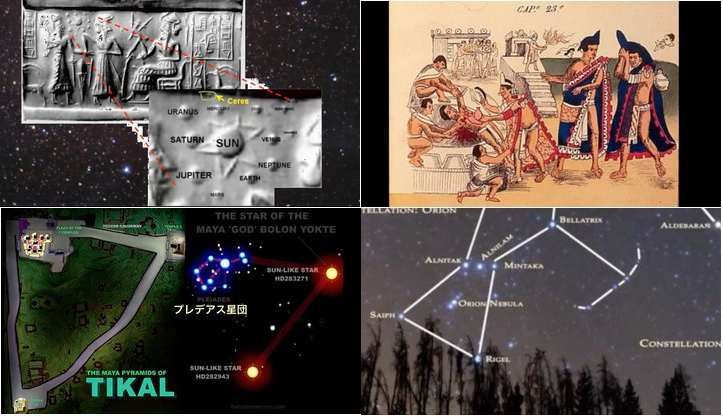 Ceres
URANUS
MERCURY
SATURN
SUN
VENUS
NEPTUNE
JUPITER
EARTH
MARS
CAP.º 23.º
THE STAR OF THE
MAYA 'GOD' BOLON YOKTE
SUN-LIKE STAR
HD283271
PLEIADES
プレデアス星団
SUN-LIKE STAR
HD282943
THE MAYA PYRAMIDS OF
TIKAL
STELLATION: ORION
BELLATRIX
ALDEBARAN
ALNILAM
ALNITAK
MINTAKA
ORION NEBULA
SAIPH
CONSTELLATION
RIGEL